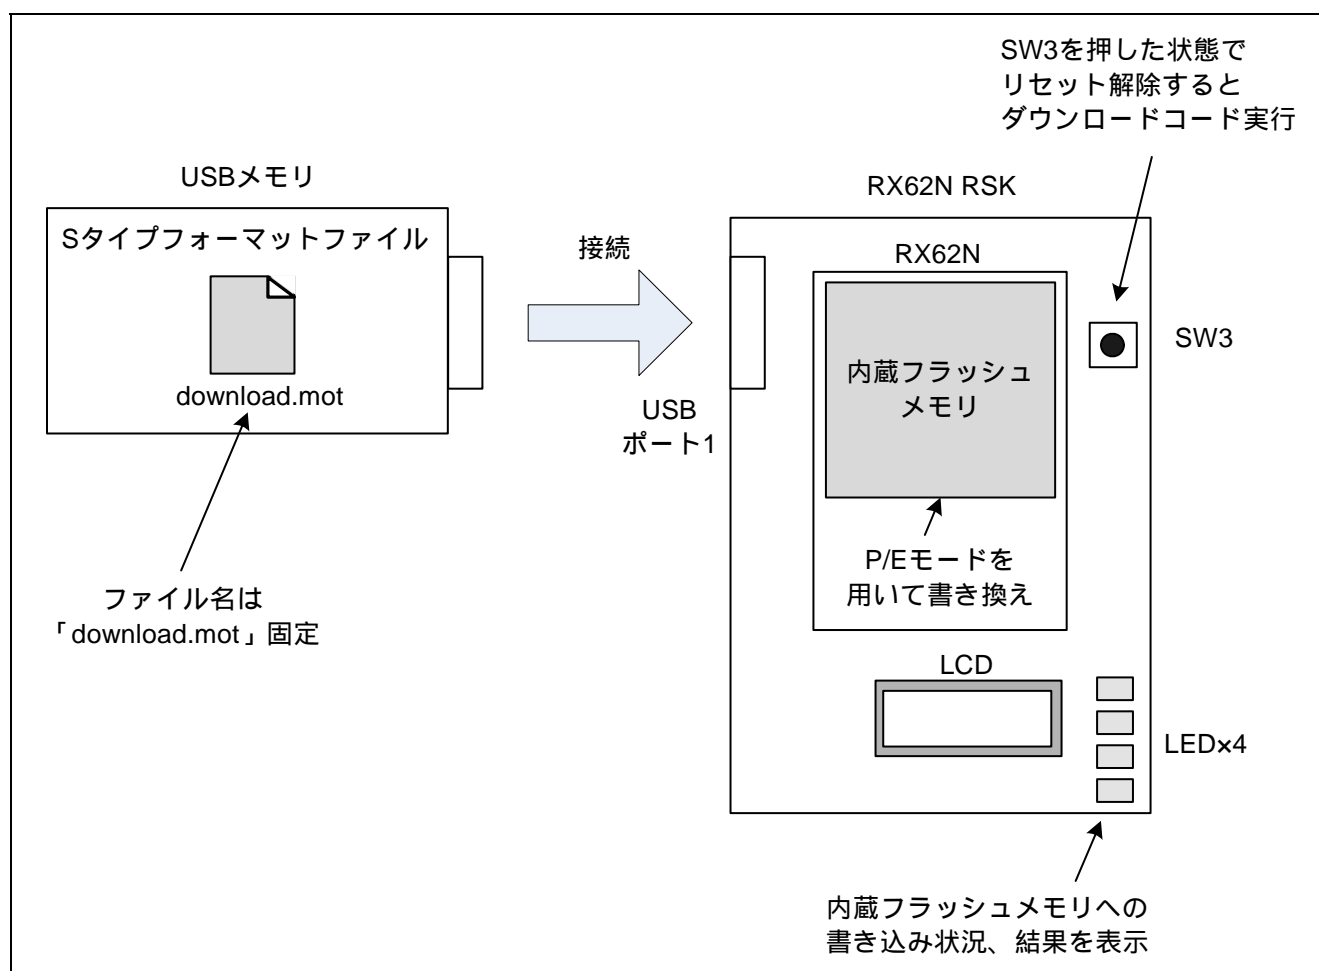 SW3を押した状態で
リセット解除すると
ダウンロードコード実行
USBメモリ
RX62N RSK
Sタイプフォーマットファイル
接続
RX62N
SW3
内蔵フラッシュ
メモリ
download.mot
USB
ポート1
P/Eモードを
用いて書き換え
ファイル名は
「download.mot」固定
LCD
LED×4
内蔵フラッシュメモリへの
書き込み状況、結果を表示